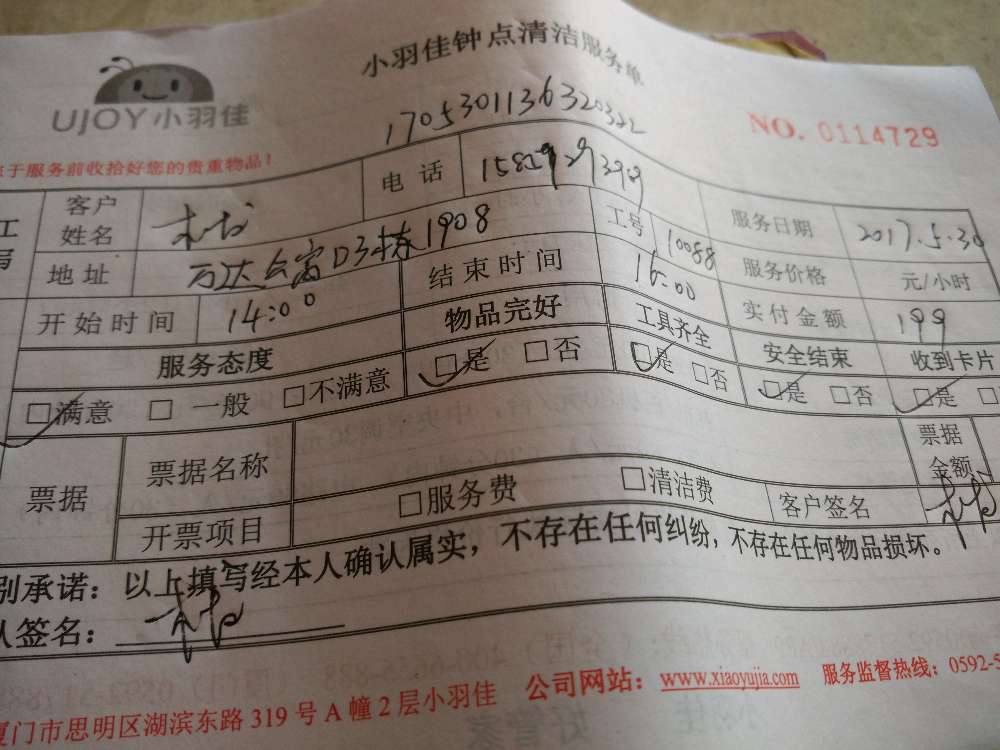 小羽佳钟点清洁服务单
UJOY小羽佳
1705301136320322
NO. 0114729
于服务前收拾好您的贵重物品!
工
客户姓名
电话
服务日期 2017.5.30
地址 万达公寓D3栋1908
工号 10088
服务价格 元/小时
开始时间 14:00
结束时间 16:00
实付金额 199
服务态度 物品完好 工具齐全 安全结束 收到卡片
□满意 □一般 □不满意 □是 □否 □是 □否 □是 □否 □是 □
票据 票据名称 票据金额
开票项目 □服务费 □清洁费 客户签名
别承诺:以上填写经本人确认属实,不存在任何纠纷,不存在任何物品损坏。
人签名:
厦门市思明区湖滨东路319号A幢2层小羽佳 公司网站:www.xiaoyujia.com 服务监督热线:0592-5